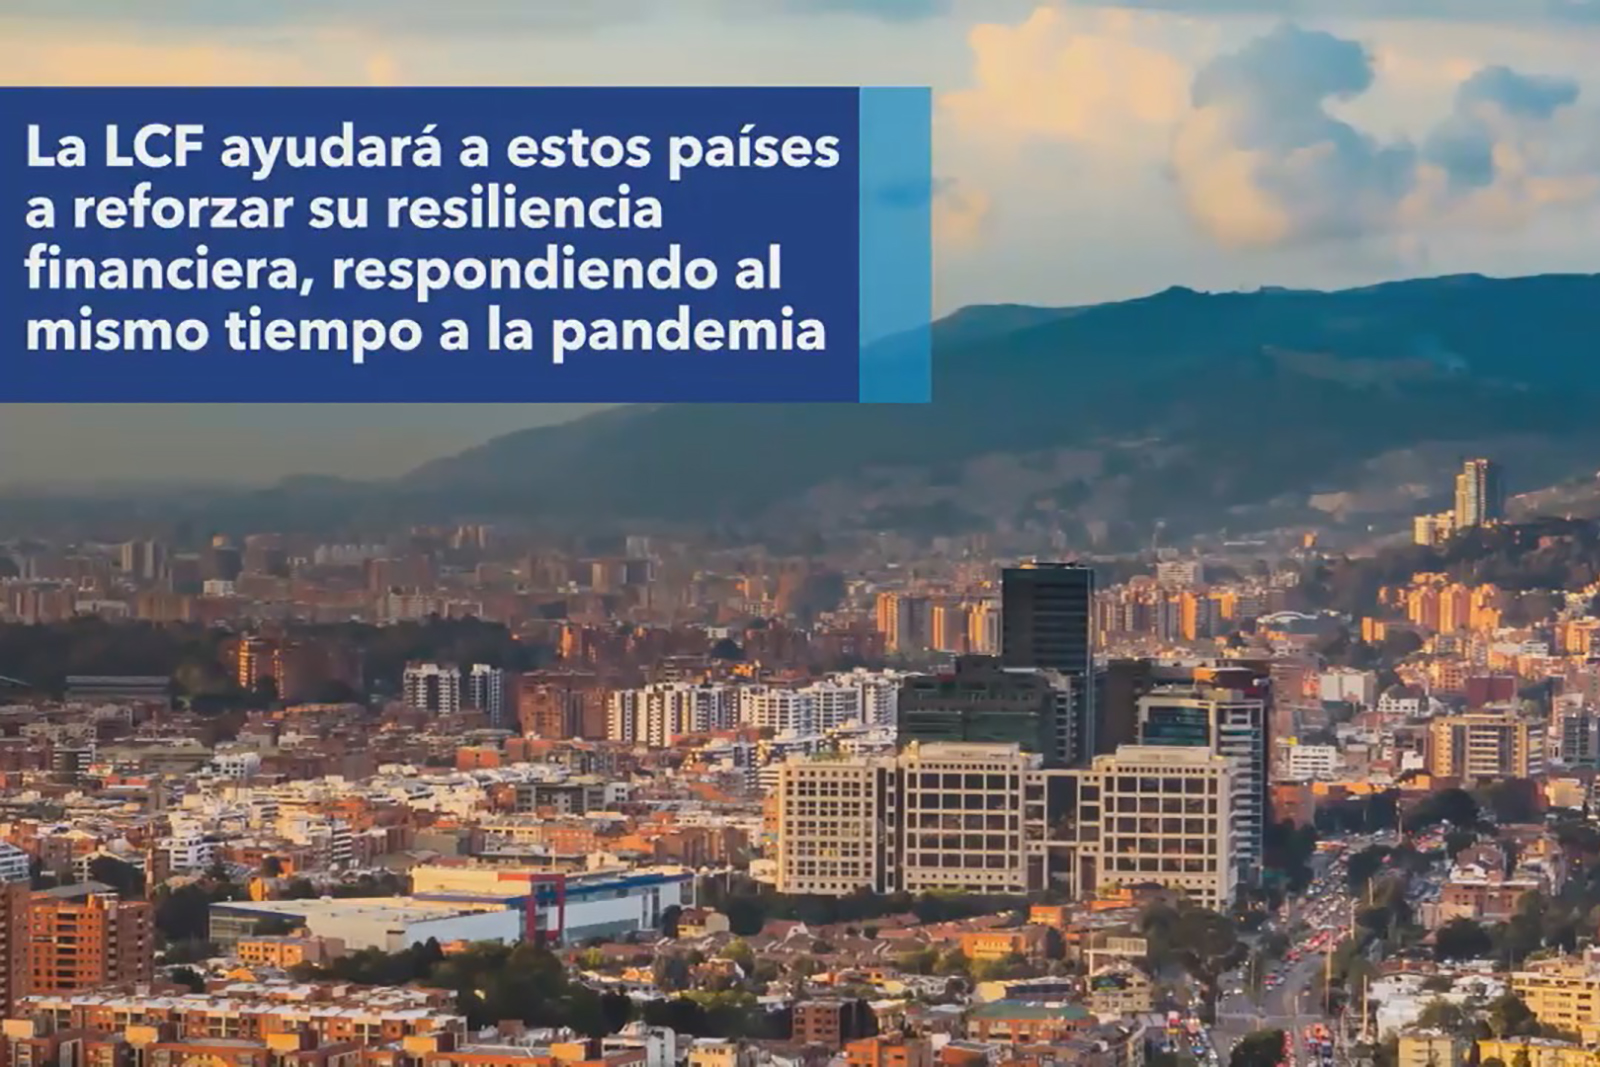 La LCF ayudará a estos países
a reforzar su resiliencia
financiera, respondiendo al
mismo tiempo a la pandemia